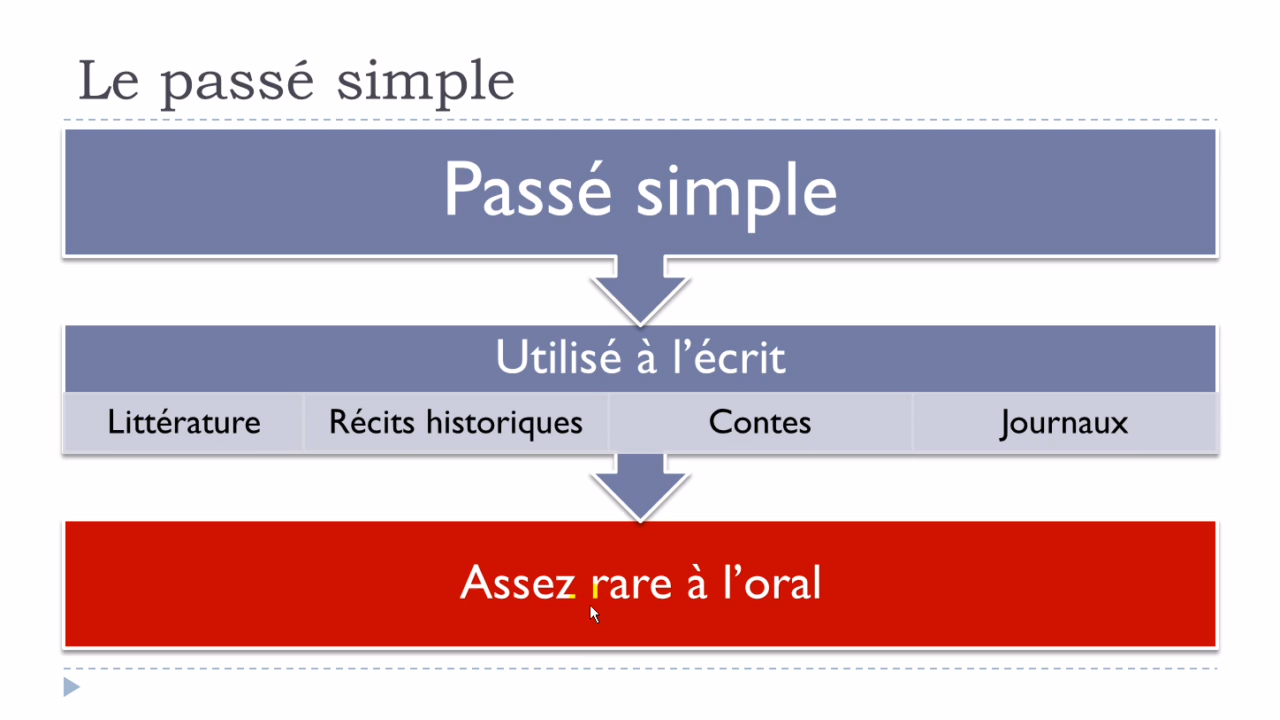 Le passé simple
Passé simple
Utilisé à l’écrit
Littérature
Récits historiques
Contes
Journaux
Assez rare à l’oral